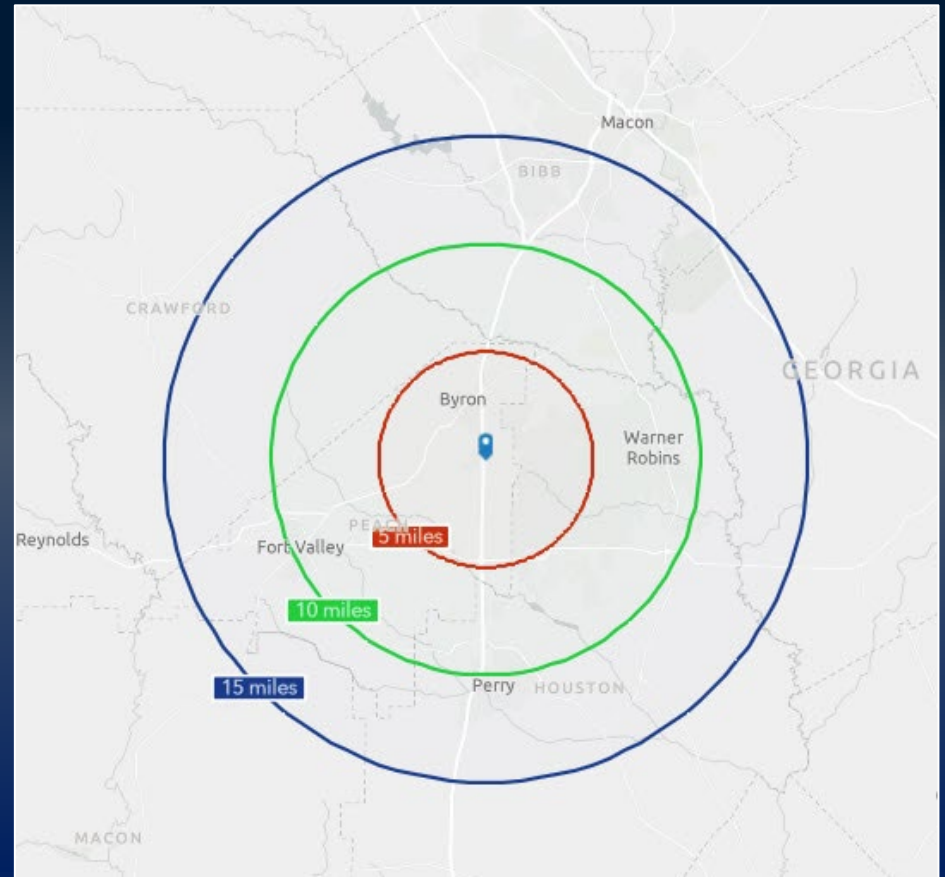 Macon
BIBB
CRAWFORD
GEORGIA
Byron
Warner
Robins
PEACH
5 miles
Reynolds
Fort Valley
10 miles
15 miles
Perry
HOUSTON
MACON